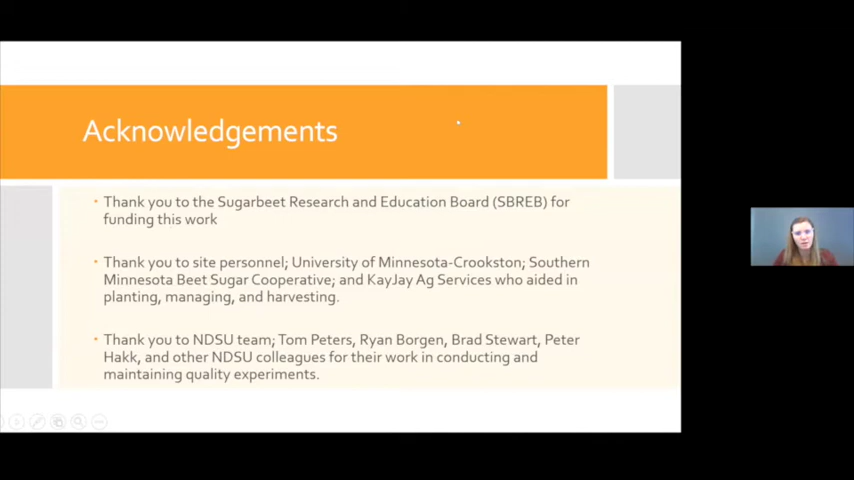 Acknowledgements
• Thank you to the Sugarbeet Research and Education Board (SBREB) for
funding this work
• Thank you to site personnel; University of Minnesota-Crookston; Southern
Minnesota Beet Sugar Cooperative; and KayJay Ag Services who aided in
planting, managing, and harvesting.
• Thank you to NDSU team; Tom Peters, Ryan Borgen, Brad Stewart, Peter
Hakk, and other NDSU colleagues for their work in conducting and
maintaining quality experiments.